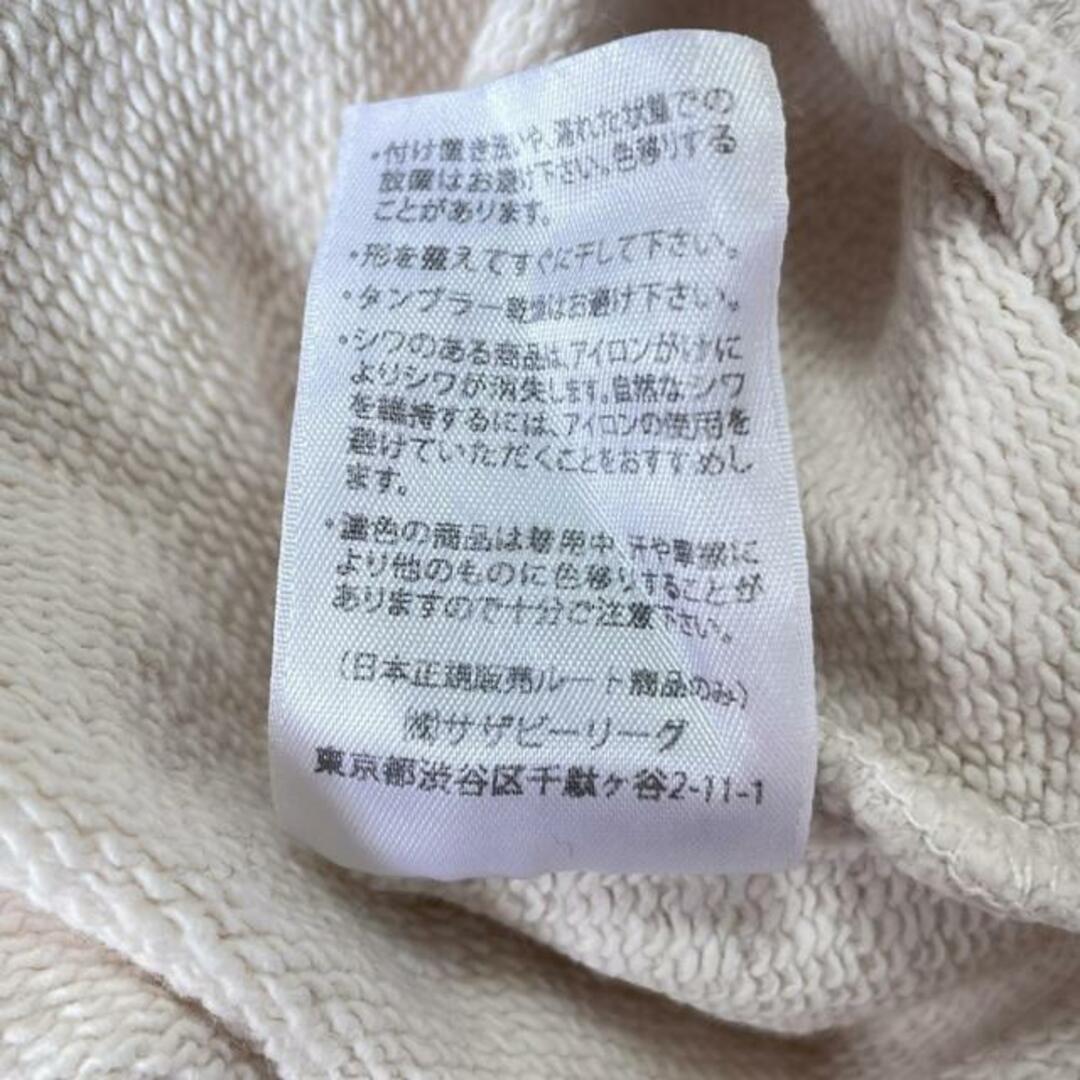 ・付け置き洗いや、濡れた状態での
放置はお避け下さい。色移りする
ことがあります。
・形を整えてすぐに干して下さい。
・タンブラー乾燥はお避け下さい。
・シワのある商品は、アイロンがけに
よりシワが消失します。自然なシワ
を維持するには、アイロンの使用を
避けていただくことをおすすめし
ます。
・濃色の商品は着用中、汗や摩擦に
より他のものに色移りすることが
ありますので十分ご注意下さい。
(日本正規販売ルート商品のみ)
㈱サザビーリーグ
東京都渋谷区千駄ヶ谷2-11-1